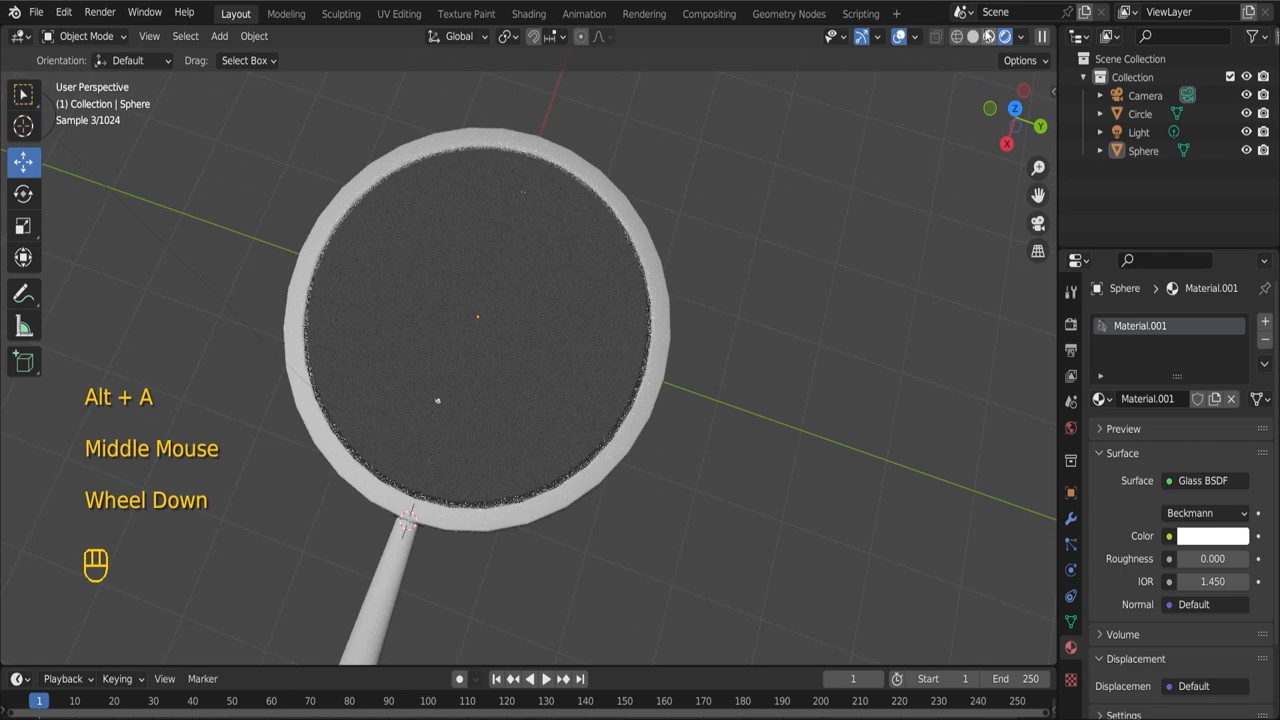 File Edit Render Window Help Layout Modeling Sculpting UV Editing Texture Paint Shading Animation Rendering Compositing Geometry Nodes Scripting + Scene ViewLayer
Object Mode View Select Add Object Global
Orientation: Default Drag: Select Box Options
User Perspective
(1) Collection | Sphere
Sample 3/1024
Z
Y
X
Alt + A
Middle Mouse
Wheel Down
Scene Collection
Collection
Camera
Circle
Light
Sphere
Sphere > Material.001
Material.001
Material.001
Preview
Surface
Surface Glass BSDF
Beckmann
Color
Roughness 0.000
IOR 1.450
Normal Default
Volume
Displacement
Displacemen Default
Settings
Playback Keying View Marker 1 Start 1 End 250
1 10 20 30 40 50 60 70 80 90 100 110 120 130 140 150 160 170 180 190 200 210 220 230 240 250